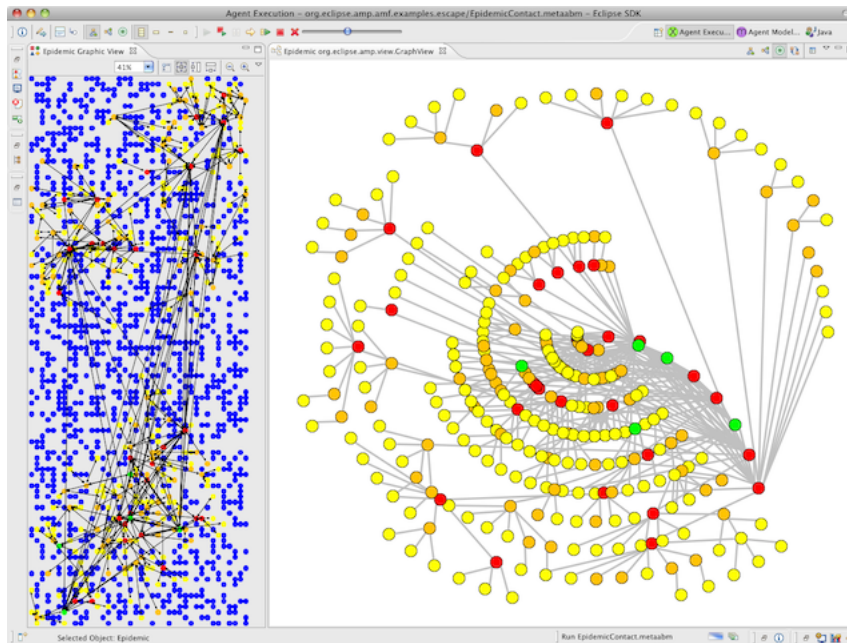 Agent Execution – org.eclipse.amp.amf.examples.escape/EpidemicContact.metaabm – Eclipse SDK
Agent Execu... Agent Model... Java
Epidemic Graphic View
Epidemic org.eclipse.amp.view.GraphView
41%
Selected Object: Epidemic
Run EpidemicContact.metaabm